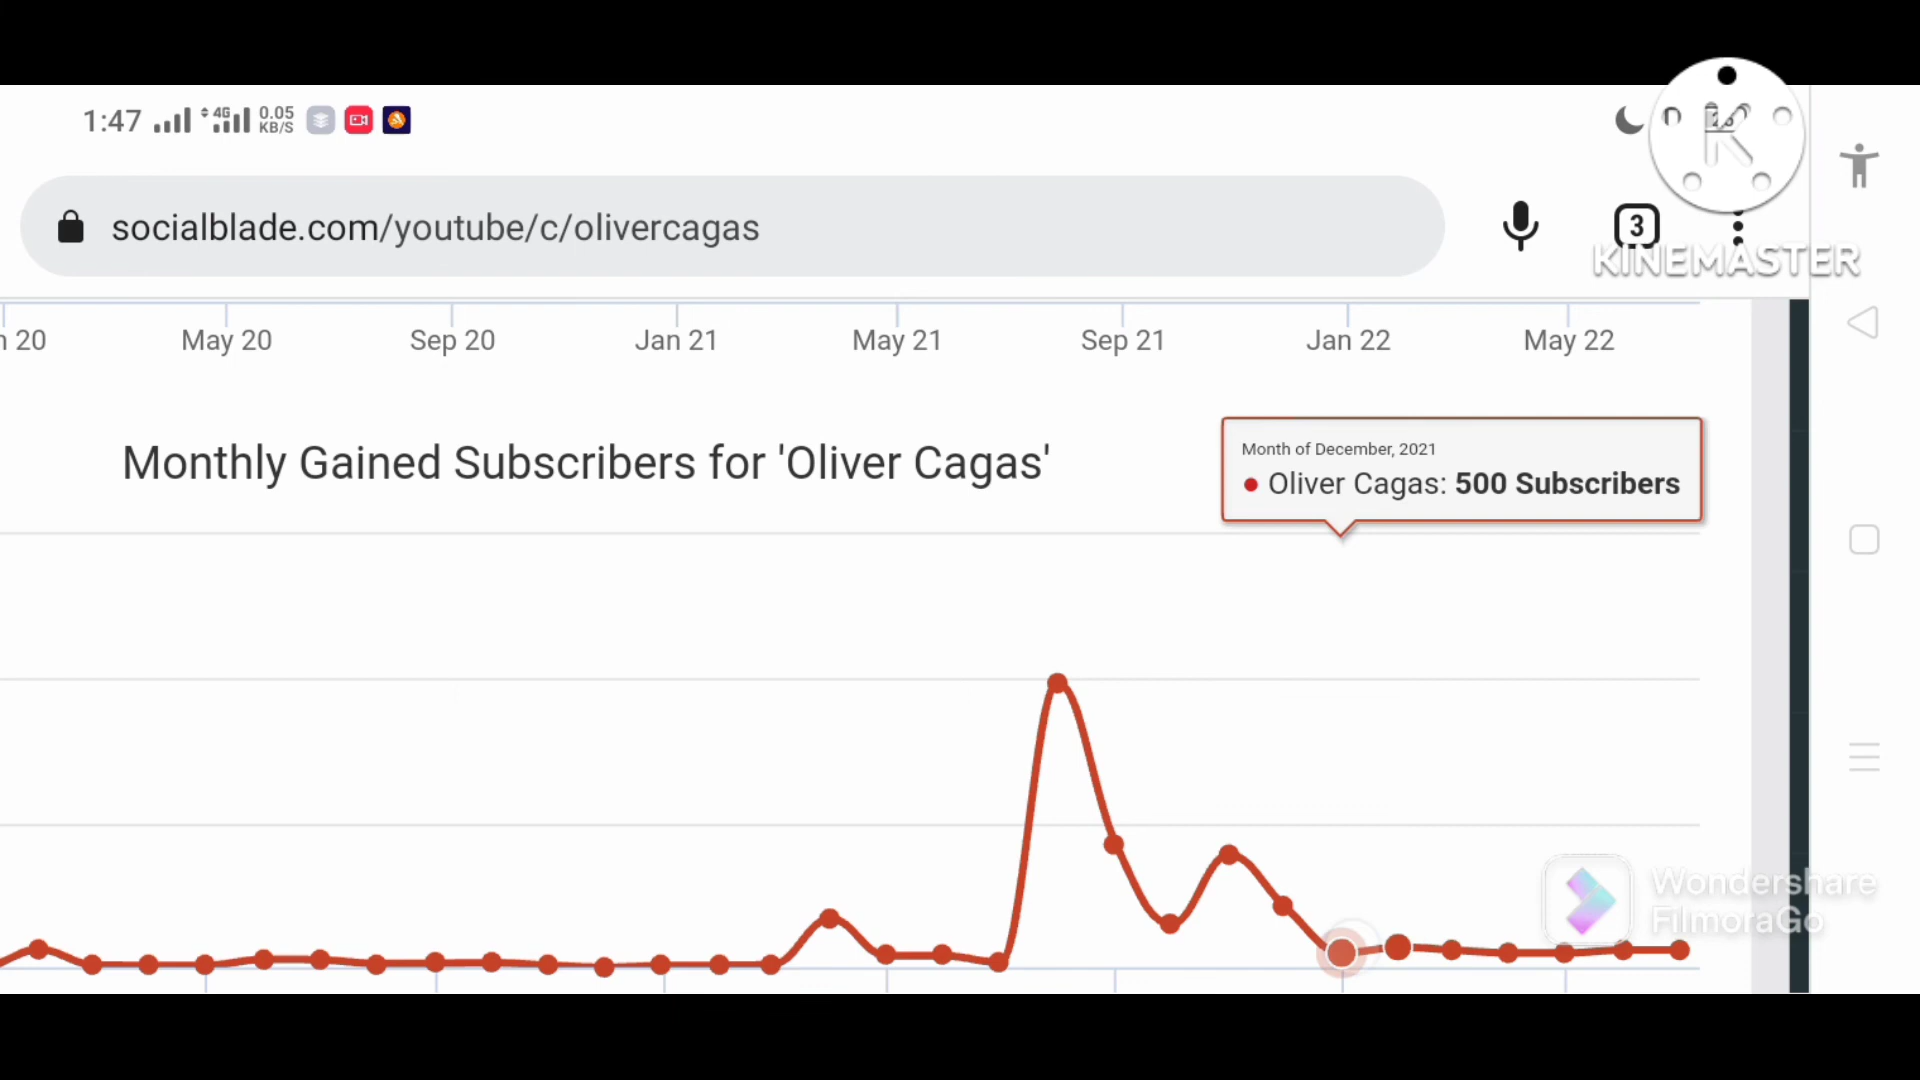 1:47 4G 0.05 KB/S
socialblade.com/youtube/c/olivercagas
3
KINEMASTER
n 20 May 20 Sep 20 Jan 21 May 21 Sep 21 Jan 22 May 22
Monthly Gained Subscribers for 'Oliver Cagas'
Month of December, 2021
Oliver Cagas: 500 Subscribers
Wondershare
FilmoraGo